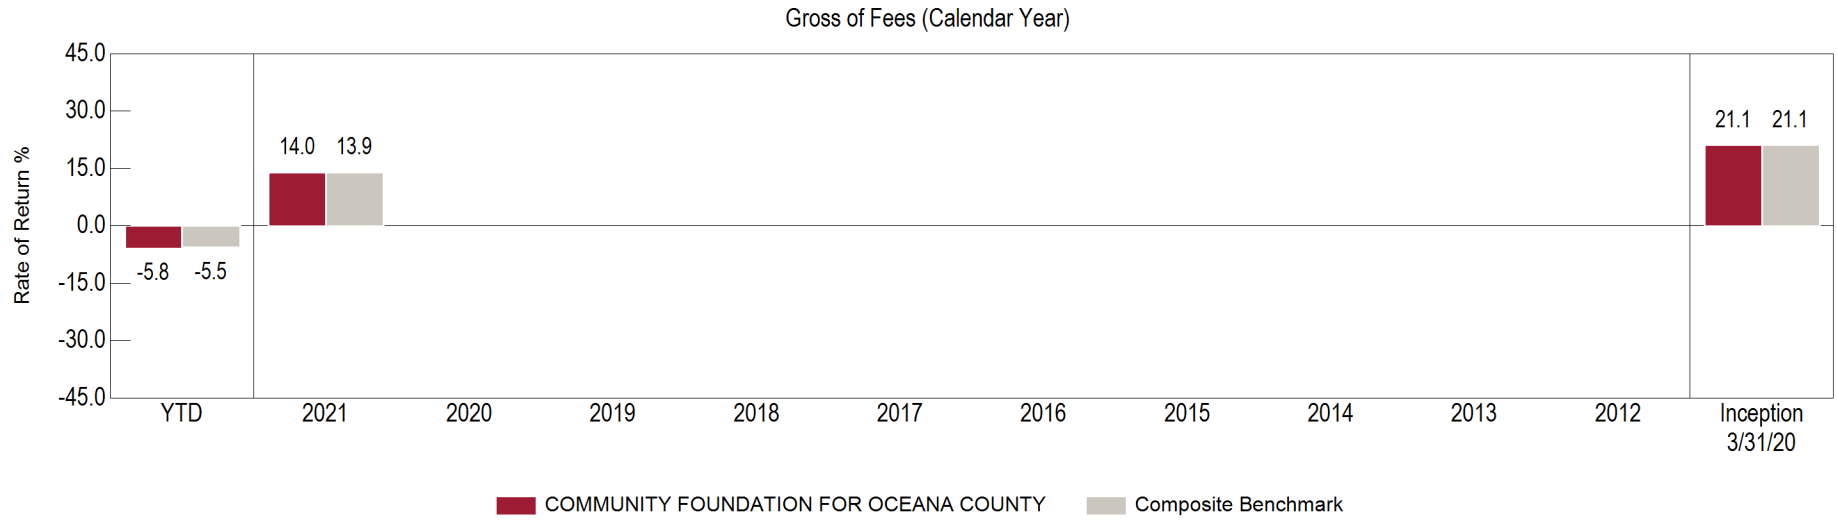 Gross of Fees (Calendar Year)
45.0
30.0
15.0
0.0
-15.0
-30.0
-45.0
Rate of Return %
-5.8 -5.5
14.0 13.9
21.1 21.1
YTD 2021 2020 2019 2018 2017 2016 2015 2014 2013 2012 Inception
3/31/20
COMMUNITY FOUNDATION FOR OCEANA COUNTY Composite Benchmark